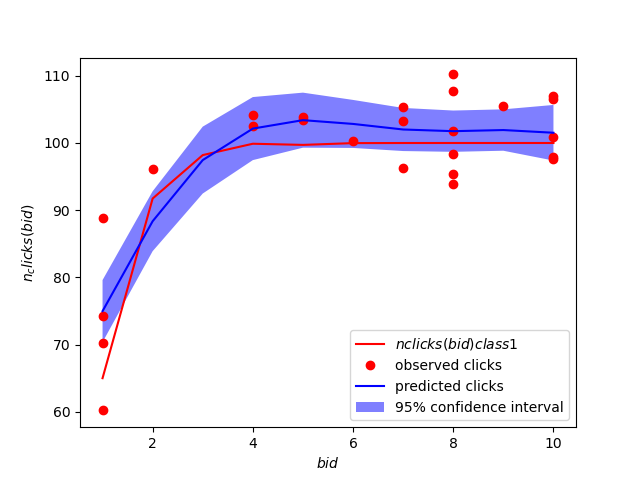 110
100
90
80
70
60
n_clicks(bid)
2
4
6
8
10
bid
nclicks(bid)class1
observed clicks
predicted clicks
95% confidence interval